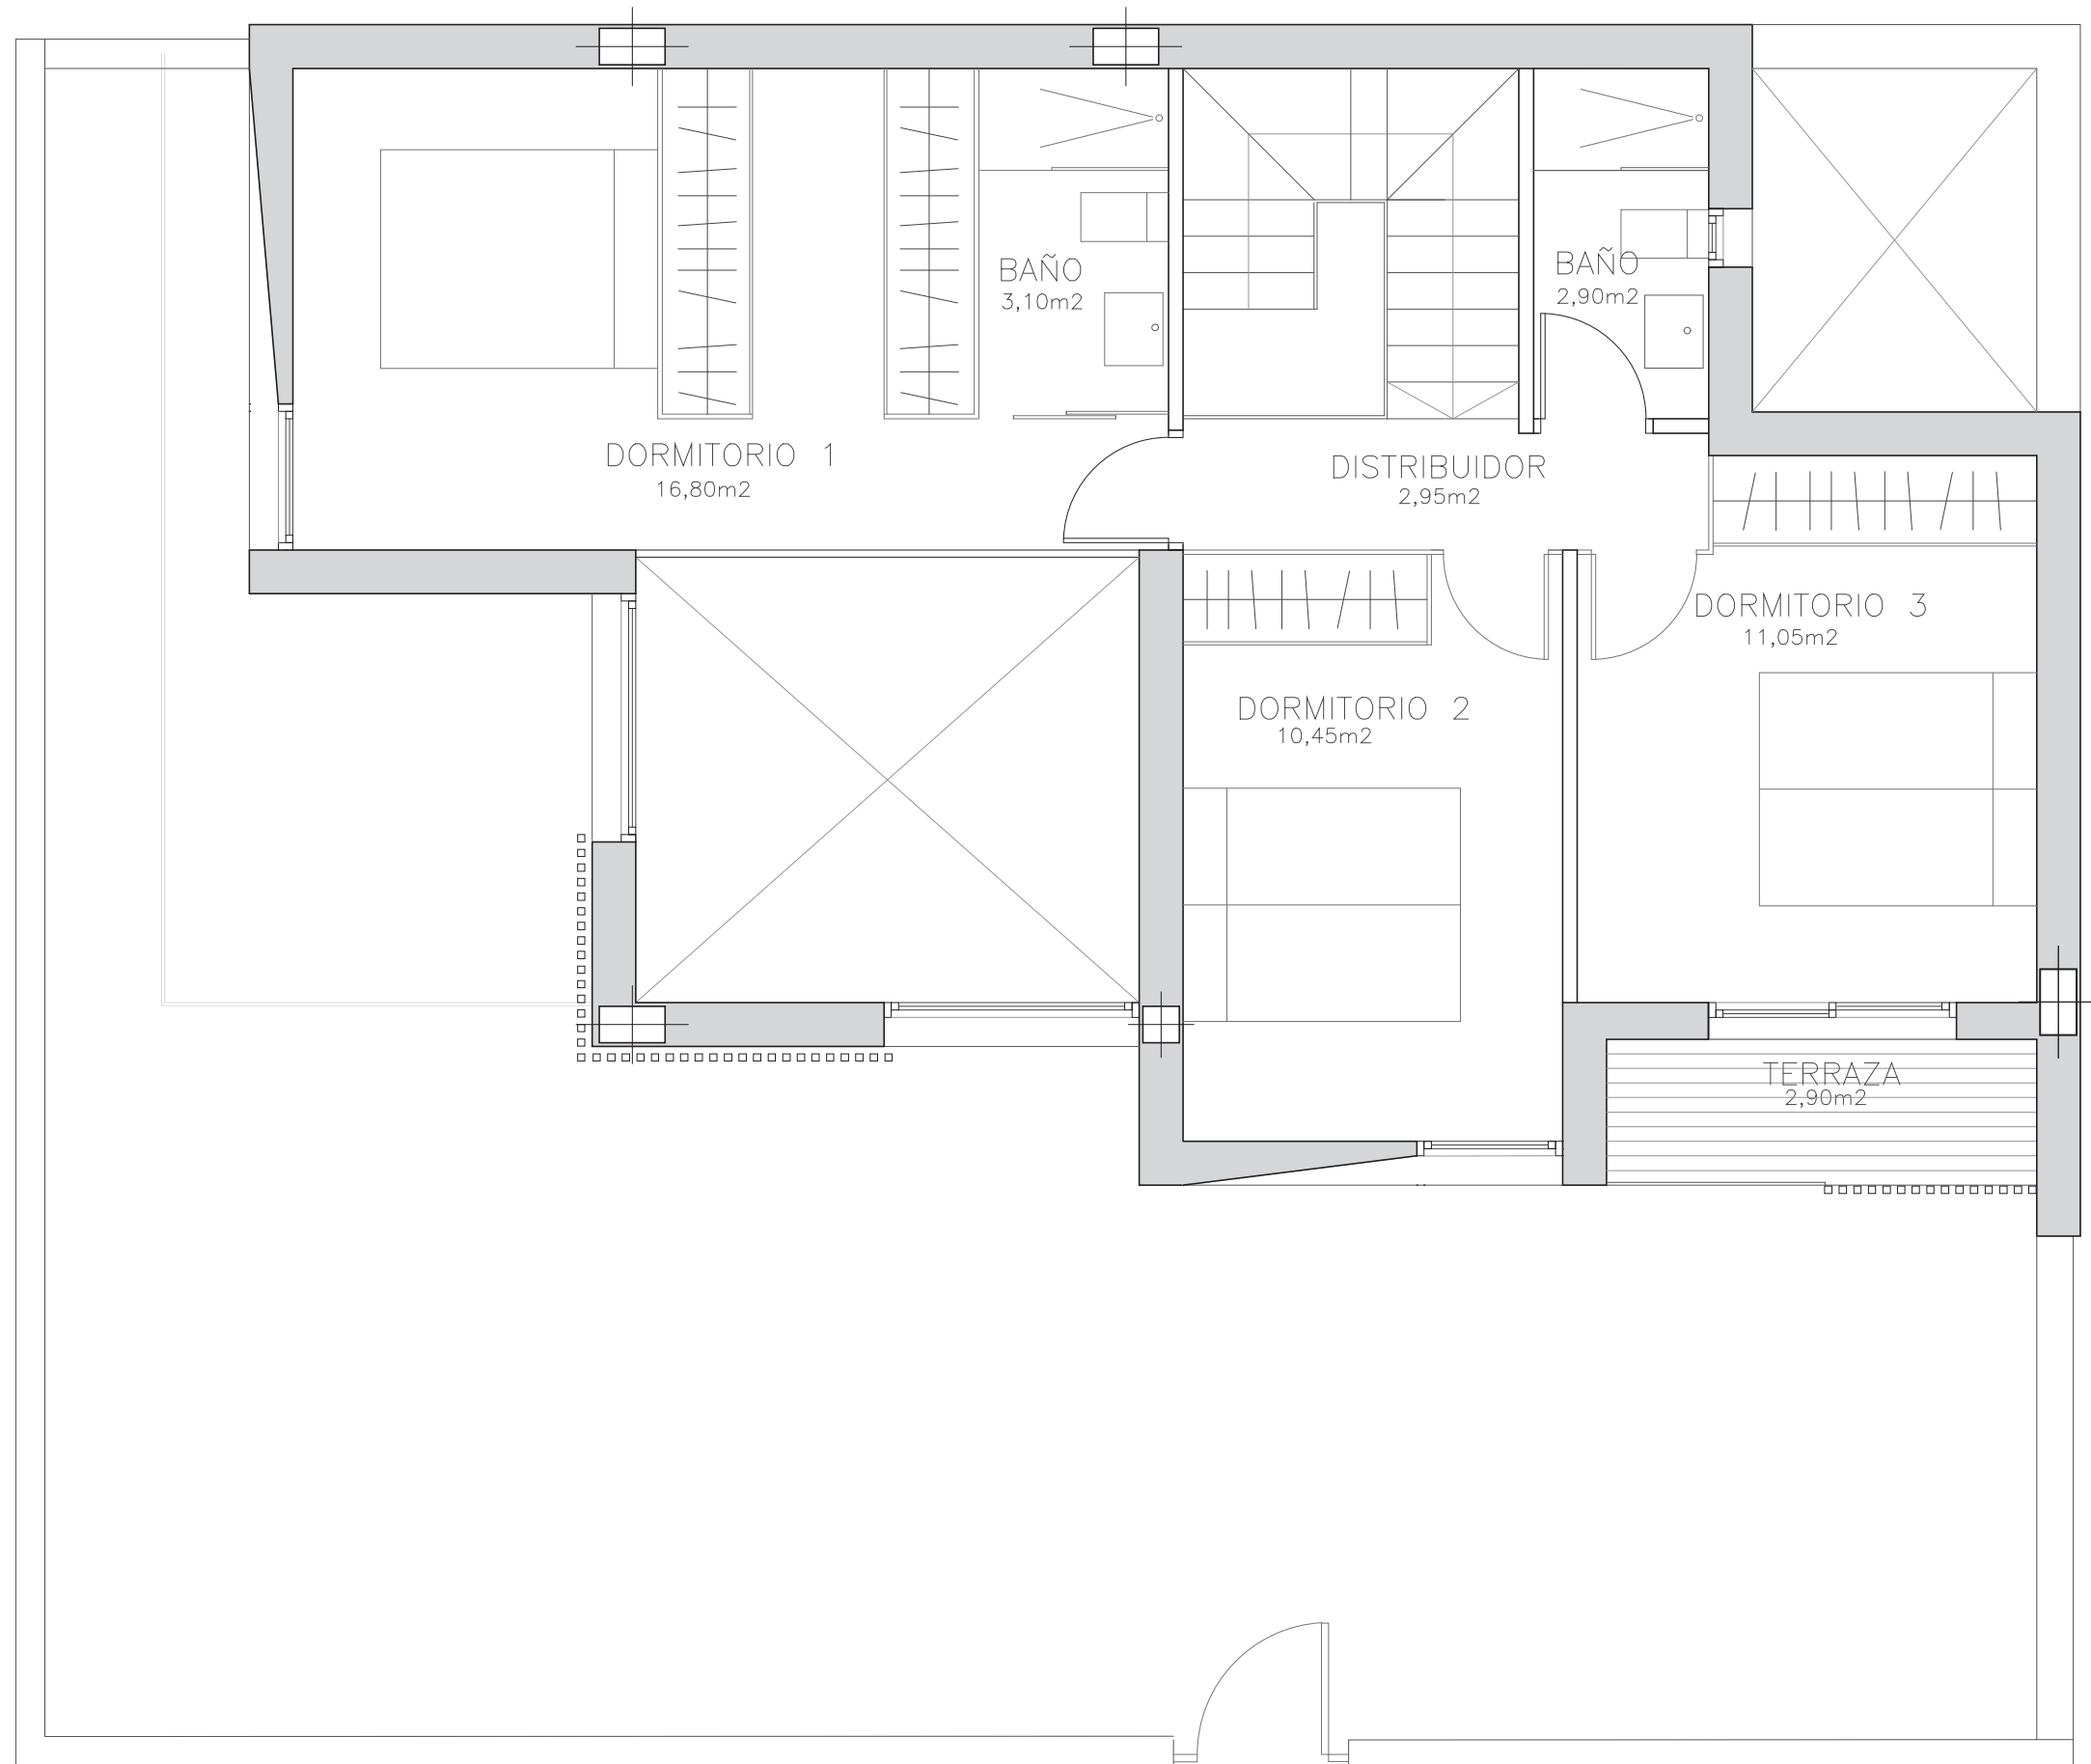 BAÑO
3,10m2
BAÑO
2,90m2
DORMITORIO 1
16,80m2
DISTRIBUIDOR
2,95m2
DORMITORIO 3
11,05m2
DORMITORIO 2
10,45m2
TERRAZA
2,90m2